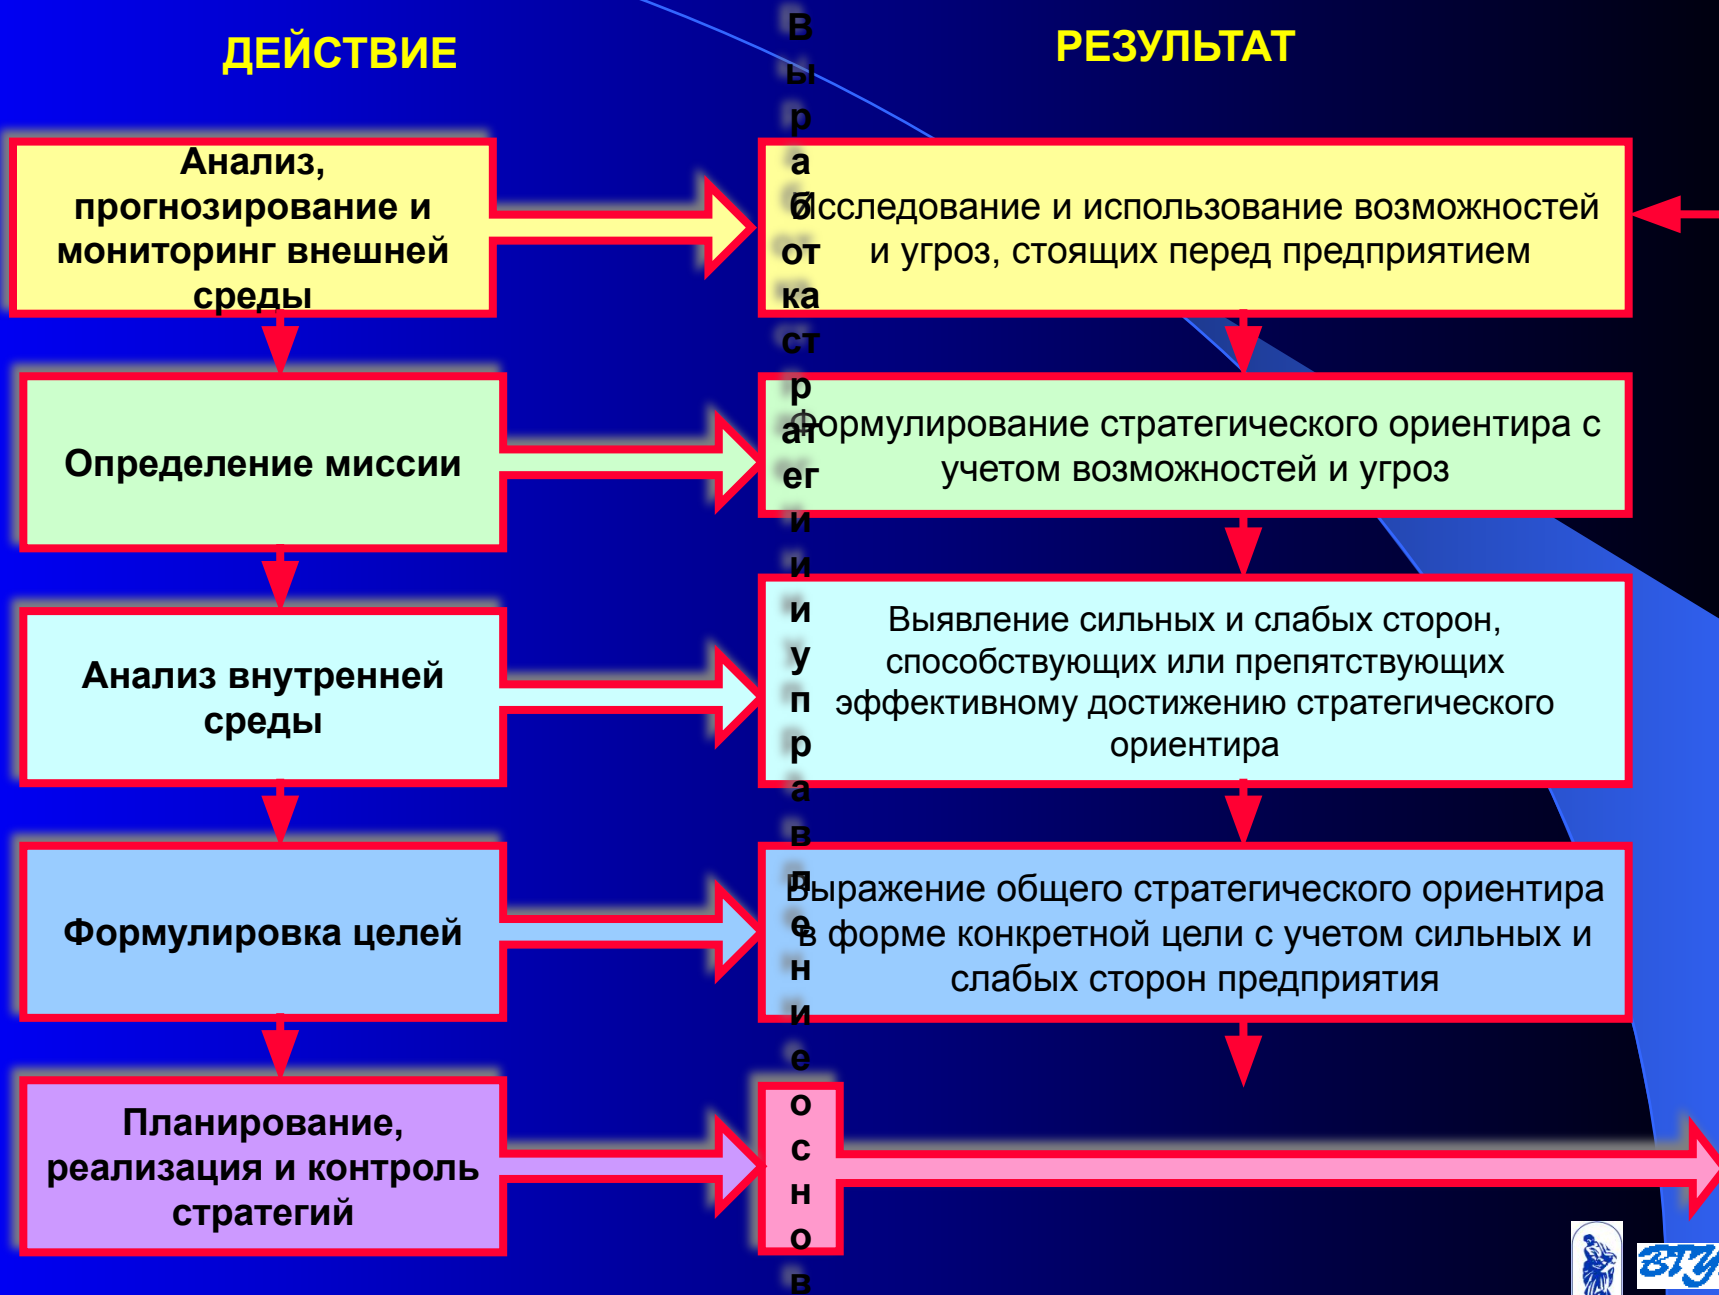 ДЕЙСТВИЕ
РЕЗУЛЬТАТ
Анализ,
прогнозирование и
мониторинг внешней
среды
Исследование и использование возможностей
и угроз, стоящих перед предприятием
Определение миссии
Формулирование стратегического ориентира с
учетом возможностей и угроз
Анализ внутренней
среды
Выявление сильных и слабых сторон,
способствующих или препятствующих
эффективному достижению стратегического
ориентира
Формулировка целей
Выражение общего стратегического ориентира
в форме конкретной цели с учетом сильных и
слабых сторон предприятия
Планирование,
реализация и контроль
стратегий
В
ы
р
а
б
от
ка
ст
р
ат
ег
и
и
и
у
п
р
а
в
л
е
н
и
е
о
с
н
о
в
ВТУ